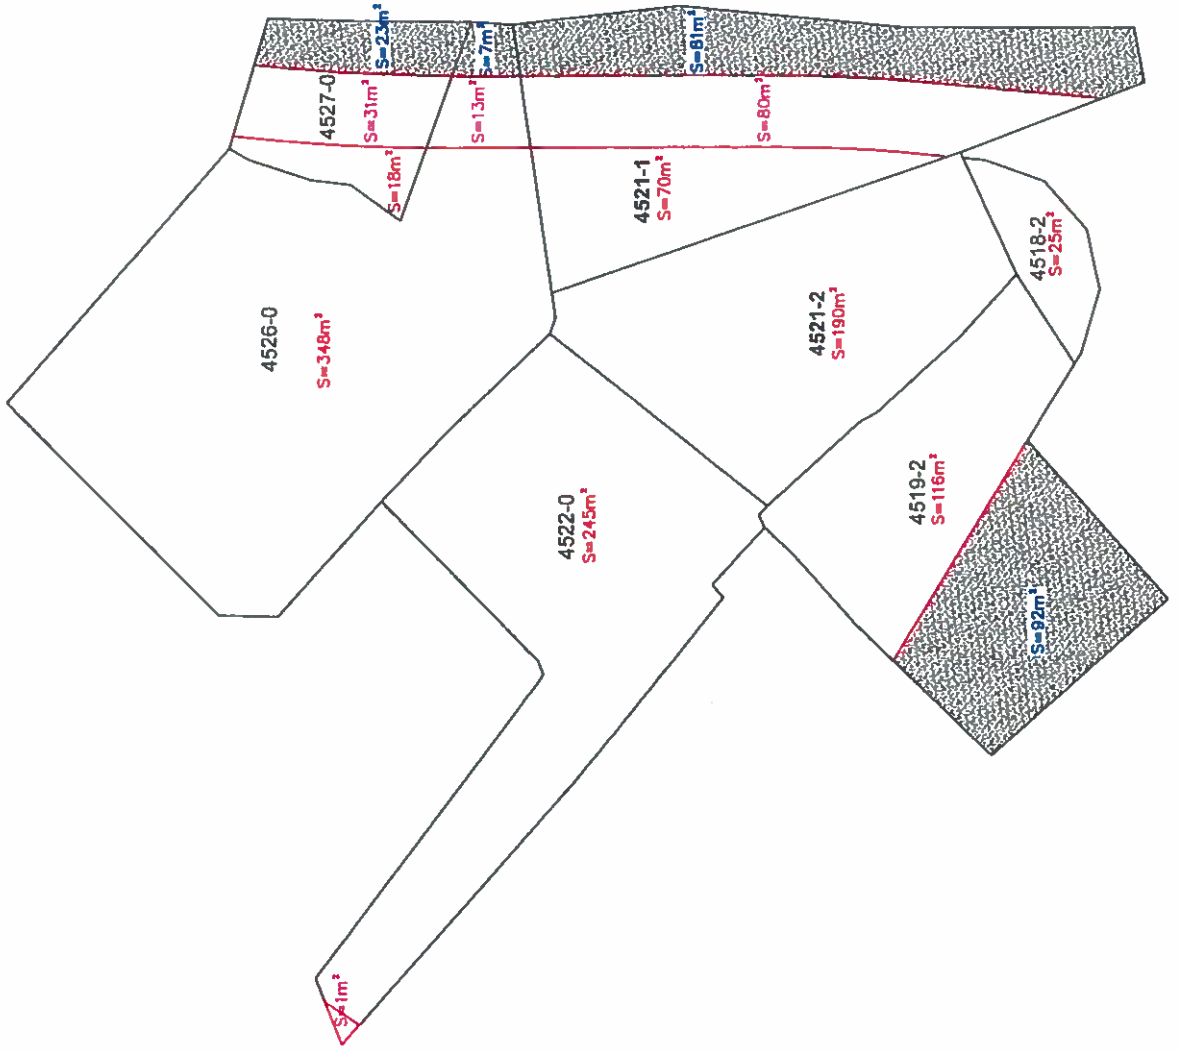 S=23m²
S=7m²
S=81m²
4527-0
S=31m²
S=13m²
S=80m²
S=18m²
4521-1
S=70m²
4518-2
S=25m²
4526-0
S=348m²
4521-2
S=190m²
4522-0
S=245m²
4519-2
S=116m²
S=92m²
S=1m²